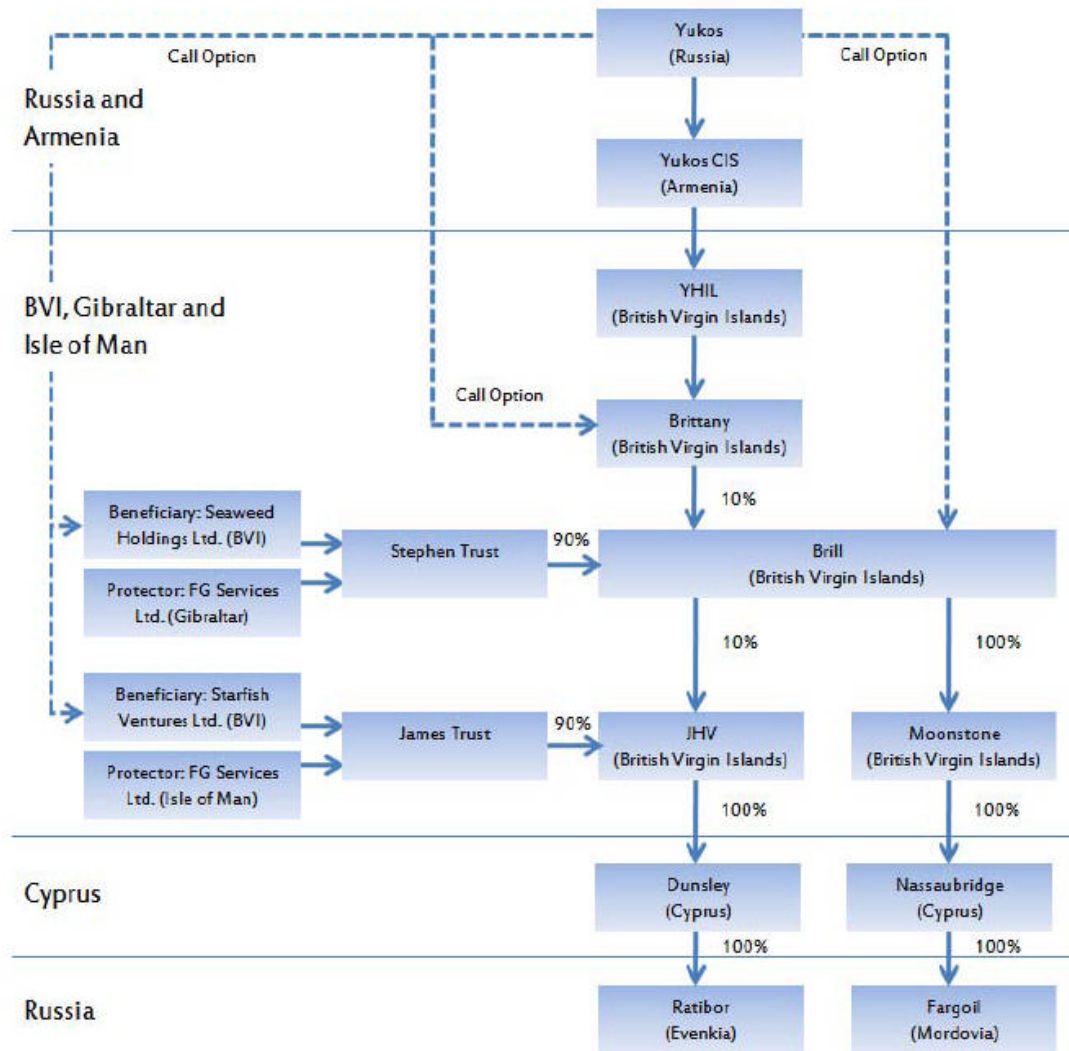 Yukos
(Russia)
Call Option
Call Option
Russia and
Armenia
Yukos CIS
(Armenia)
YHIL
(British Virgin Islands)
BVI, Gibraltar and
Isle of Man
Call Option
Brittany
(British Virgin Islands)
10%
Beneficiary: Seaweed
Holdings Ltd. (BVI)
Stephen Trust
90%
Brill
(British Virgin Islands)
Protector: FG Services
Ltd. (Gibraltar)
10%
100%
Beneficiary: Starfish
Ventures Ltd. (BVI)
James Trust
90%
JHV
(British Virgin Islands)
Moonstone
(British Virgin Islands)
Protector: FG Services
Ltd. (Isle of Man)
100%
100%
Cyprus
Dunsley
(Cyprus)
Nassaubridge
(Cyprus)
100%
100%
Russia
Ratibor
(Evenkia)
Fargoil
(Mordovia)